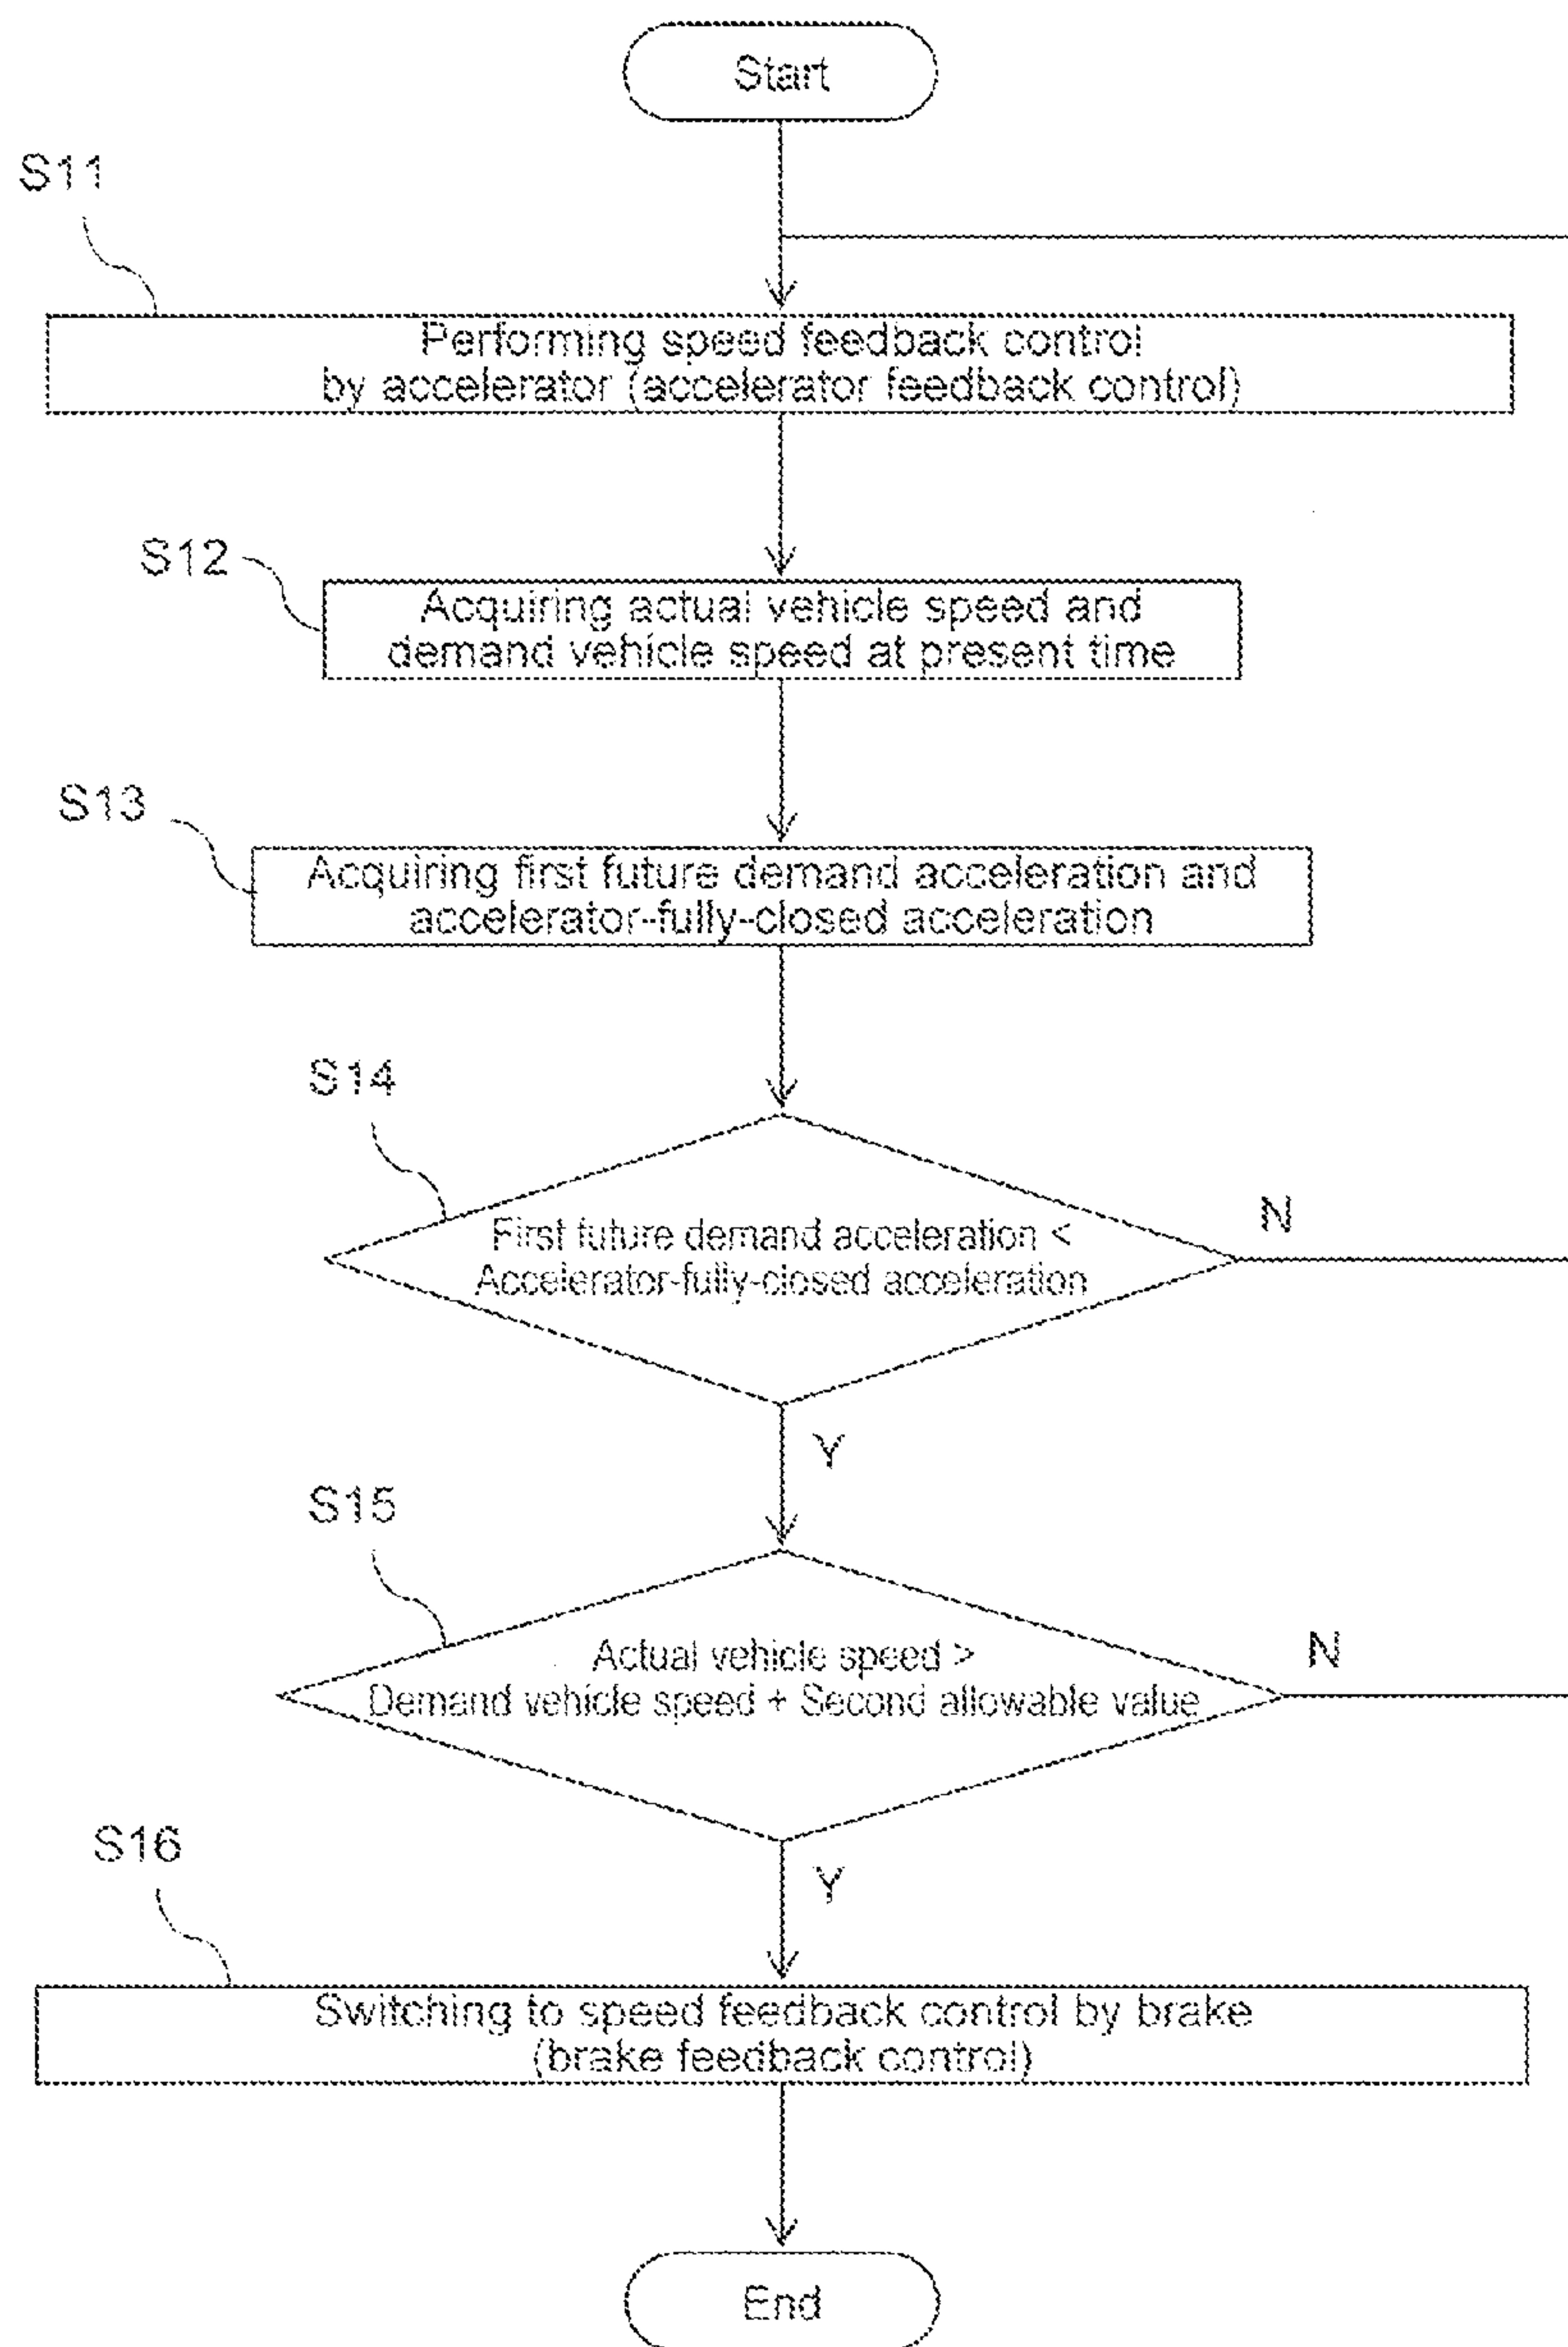 Start
S11
Performing speed feedback control
by accelerator (accelerator feedback control)
S12
Acquiring actual vehicle speed and
demand vehicle speed at present time
S13
Acquiring first future demand acceleration and
accelerator-fully-closed acceleration
S14
First future demand acceleration <
Accelerator-fully-closed acceleration
N
Y
S15
Actual vehicle speed >
Demand vehicle speed + Second allowable value
N
Y
S16
Switching to speed feedback control by brake
(brake feedback control)
End